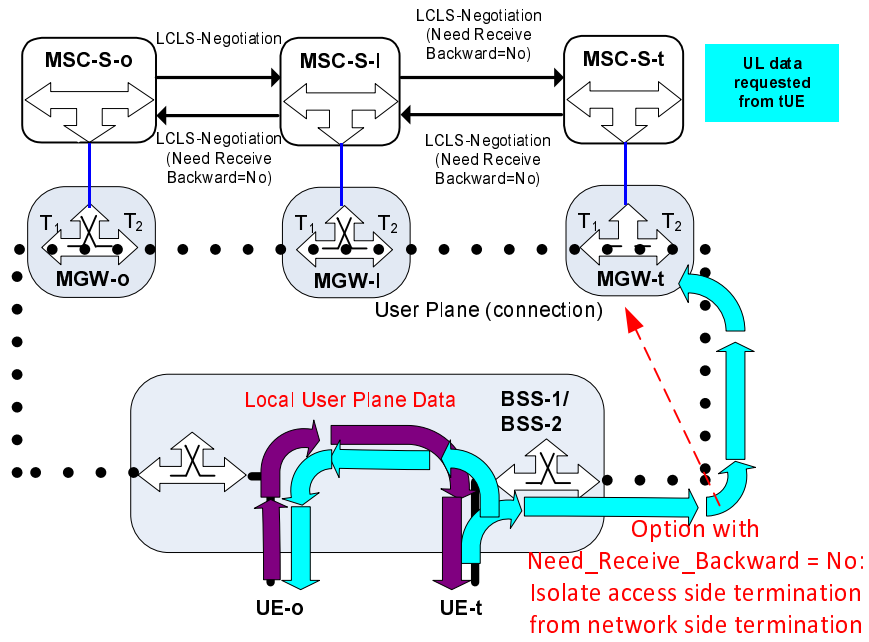 LCLS-Negotiation
LCLS-Negotiation
(Need Receive
Backward=No)
MSC-S-o
MSC-S-I
MSC-S-t
UL data
requested
from tUE
LCLS-Negotiation
(Need Receive
Backward=No)
LCLS-Negotiation
(Need Receive
Backward=No)
T1
T2
T1
T2
T1
T2
MGW-o
MGW-I
MGW-t
User Plane (connection)
Local User Plane Data
BSS-1/
BSS-2
Option with
Need_Receive_Backward = No:
Isolate access side termination
from network side termination
UE-o
UE-t